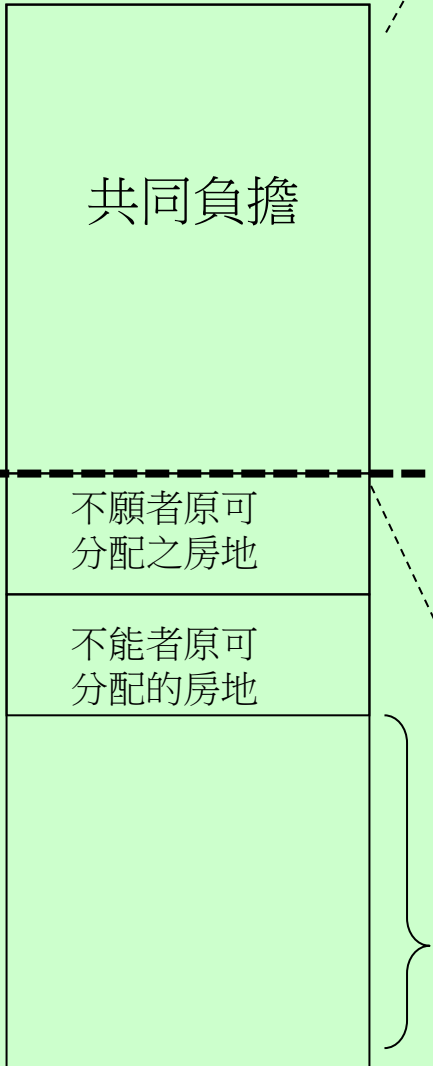 共同負擔
不願者原可
分配之房地
不能者原可
分配的房地